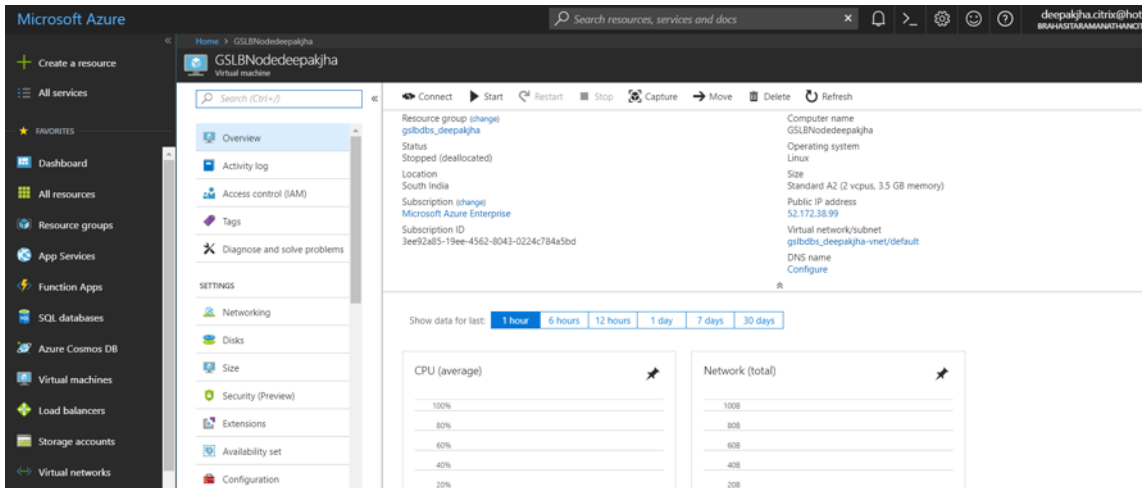 Microsoft Azure
Search resources, services and docs
deepakjha.citrix@hot
BRAHASITARAMANATHANCIT
Home > GSLBNodedeepakjha
GSLBNodedeepakjha
Virtual machine
Create a resource
All services
FAVORITES
Dashboard
All resources
Resource groups
App Services
Function Apps
SQL databases
Azure Cosmos DB
Virtual machines
Load balancers
Storage accounts
Virtual networks
Search (Ctrl+/)
Overview
Activity log
Access control (IAM)
Tags
Diagnose and solve problems
SETTINGS
Networking
Disks
Size
Security (Preview)
Extensions
Availability set
Configuration
Connect Start Restart Stop Capture Move Delete Refresh
Resource group (change)
gslbdbs_deepakjha
Status
Stopped (deallocated)
Location
South India
Subscription (change)
Microsoft Azure Enterprise
Subscription ID
3ee92a85-19ee-4562-8043-0224c784a5bd
Computer name
GSLBNodedeepakjha
Operating system
Linux
Size
Standard A2 (2 vcpus, 3.5 GB memory)
Public IP address
52.172.38.99
Virtual network/subnet
gslbdbs_deepakjha-vnet/default
DNS name
Configure
Show data for last: 1 hour 6 hours 12 hours 1 day 7 days 30 days
CPU (average)
100%
80%
60%
40%
20%
Network (total)
100B
80B
60B
40B
20B